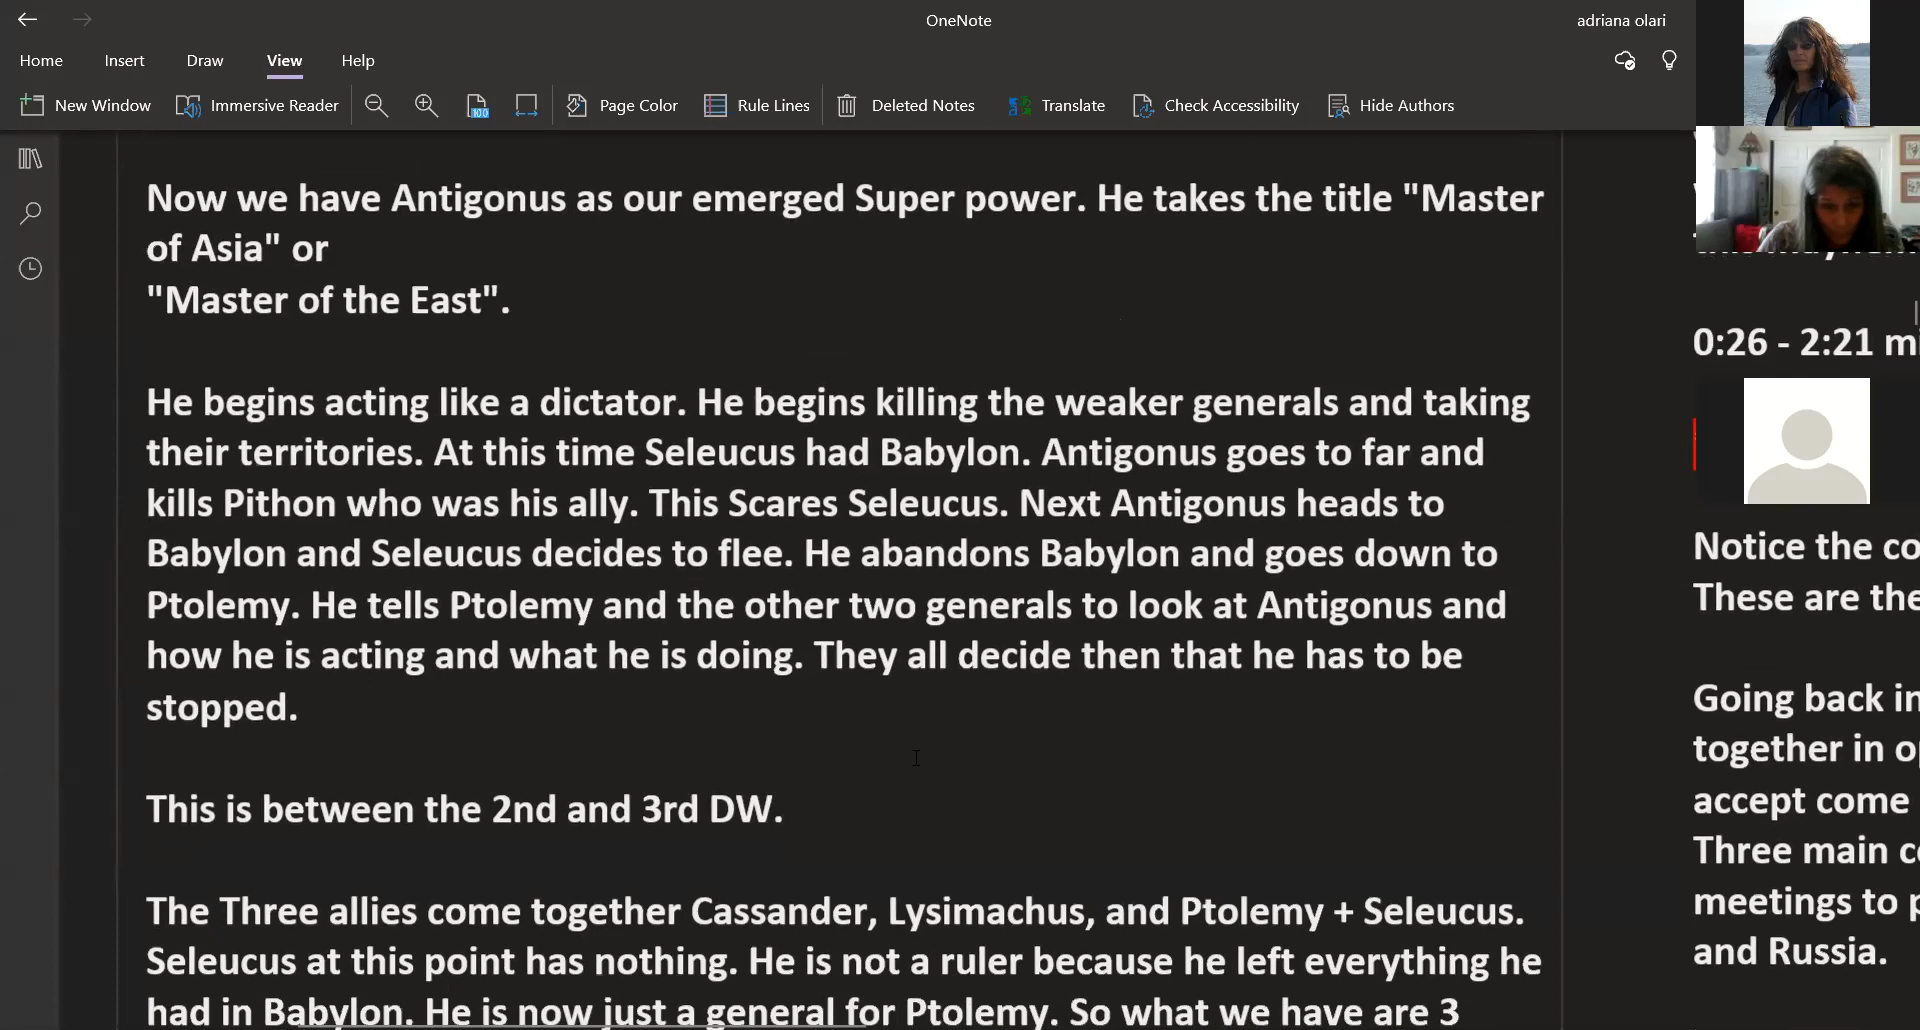 OneNote
adriana olari
Home Insert Draw View Help
New Window Immersive Reader 100 Page Color Rule Lines Deleted Notes Translate Check Accessibility Hide Authors
Now we have Antigonus as our emerged Super power. He takes the title "Master
of Asia" or
"Master of the East".
He begins acting like a dictator. He begins killing the weaker generals and taking
their territories. At this time Seleucus had Babylon. Antigonus goes to far and
kills Pithon who was his ally. This Scares Seleucus. Next Antigonus heads to
Babylon and Seleucus decides to flee. He abandons Babylon and goes down to
Ptolemy. He tells Ptolemy and the other two generals to look at Antigonus and
how he is acting and what he is doing. They all decide then that he has to be
stopped.
This is between the 2nd and 3rd DW.
The Three allies come together Cassander, Lysimachus, and Ptolemy + Seleucus.
Seleucus at this point has nothing. He is not a ruler because he left everything he
had in Babylon. He is now just a general for Ptolemy. So what we have are 3
0:26 - 2:21 mi
Notice the co
These are the
Going back in
together in op
accept come
Three main co
meetings to p
and Russia.